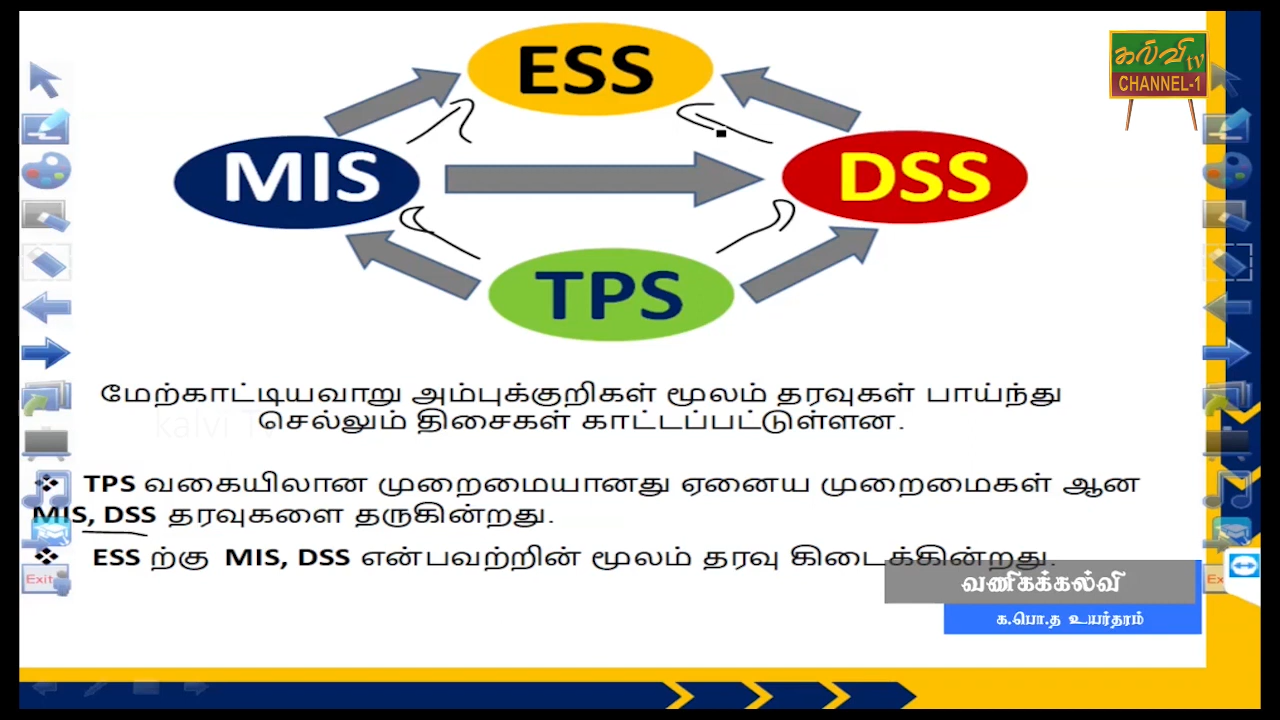 ESS
கல்வி tv
CHANNEL-1
MIS
DSS
TPS
மேற்காட்டியவாறு அம்புக்குறிகள் மூலம் தரவுகள் பாய்ந்து
செல்லும் திசைகள் காட்டப்பட்டுள்ளன.
kalvi Tv
❖ TPS வகையிலான முறைமையானது ஏனைய முறைமைகள் ஆன
MIS, DSS தரவுகளை தருகின்றது.
❖ ESS ற்கு MIS, DSS என்பவற்றின் மூலம் தரவு கிடைக்கின்றது.
Exit
வணிகக்கல்வி
க.பொ.த உயர்தரம்